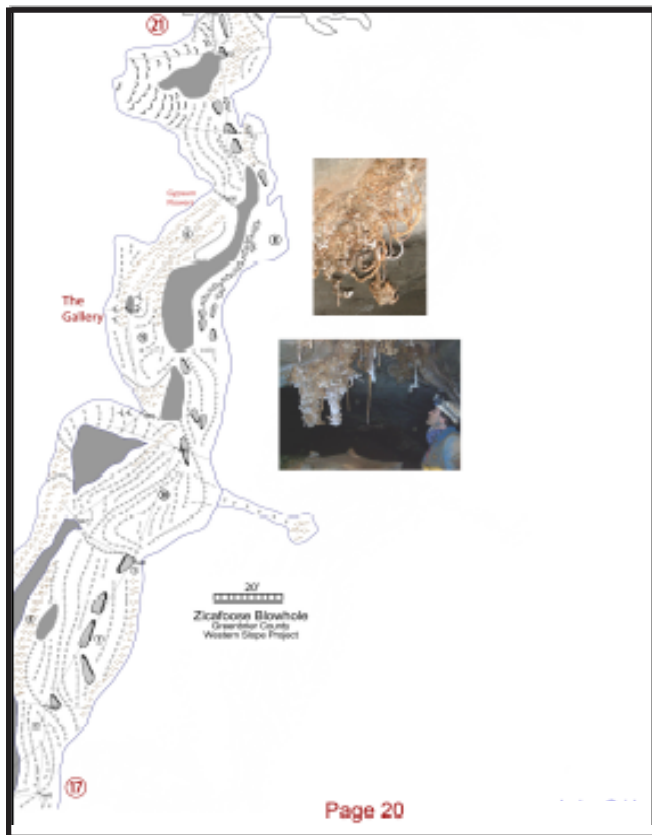 21
Gypsum
Flowers
The
Gallery
20'
Zicafoose Blowhole
Greenbrier County
Western Slope Project
17
Page 20